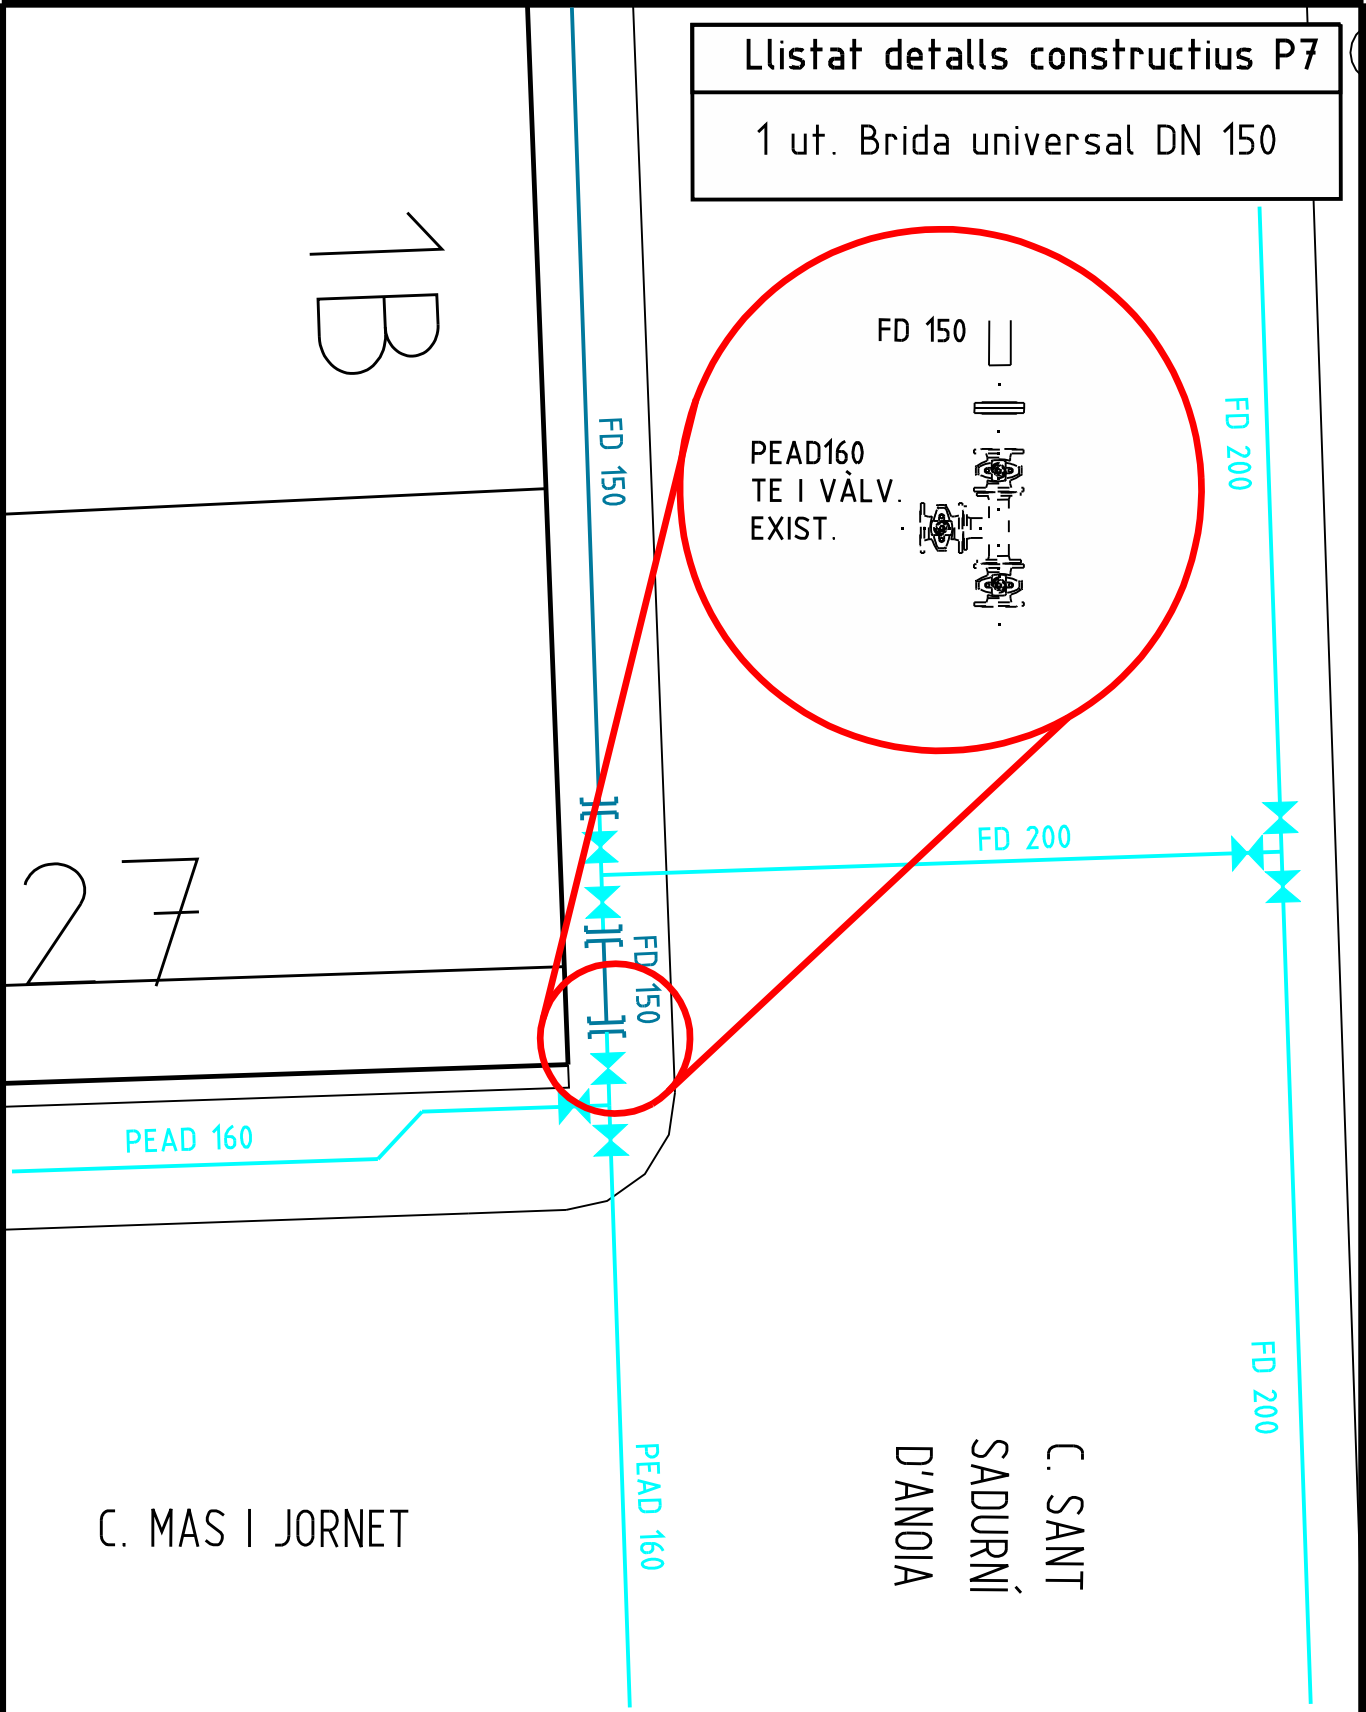 Llistat detalls constructius P7
1 ut. Brida universal DN 150
1B
FD 150
FD 150
PEAD160
TE I VÀLV.
EXIST.
FD 200
FD 200
27
FD 150
PEAD 160
FD 200
PEAD 160
C. MAS I JORNET
C. SANT
SADURNÍ
D'ANOIA